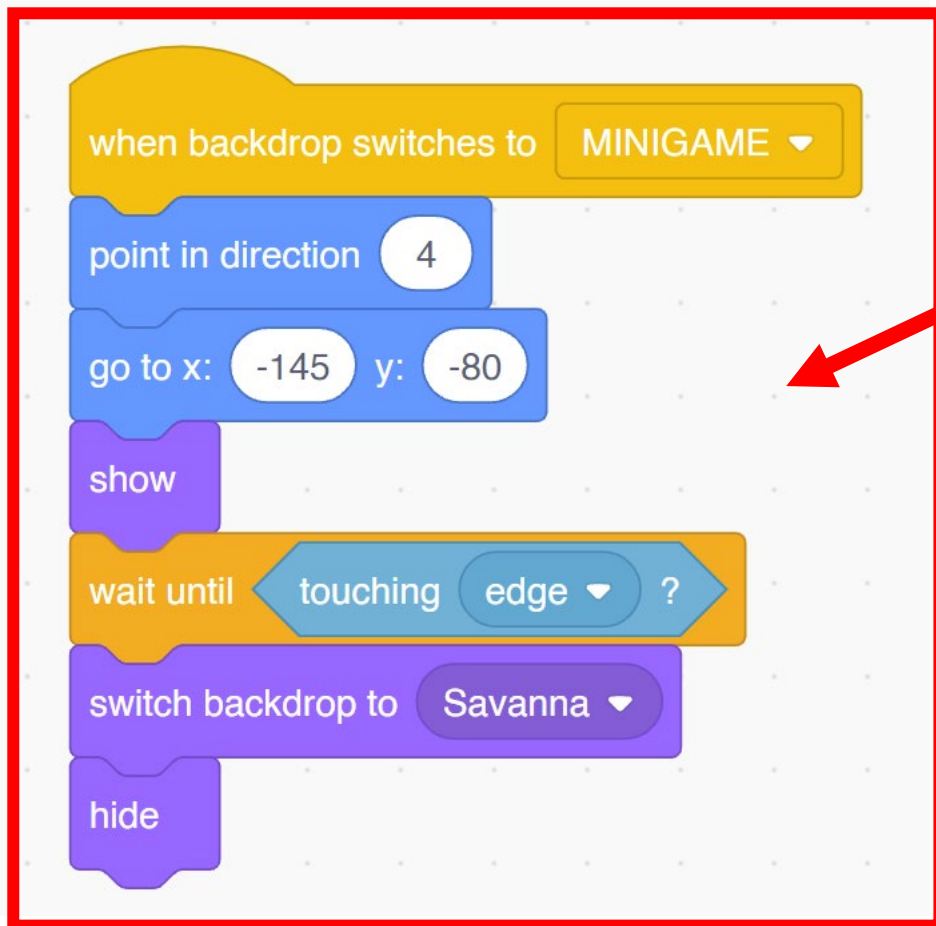 when backdrop switches to MINIGAME
point in direction 4
go to x: -145 y: -80
show
wait until touching edge ?
switch backdrop to Savanna
hide